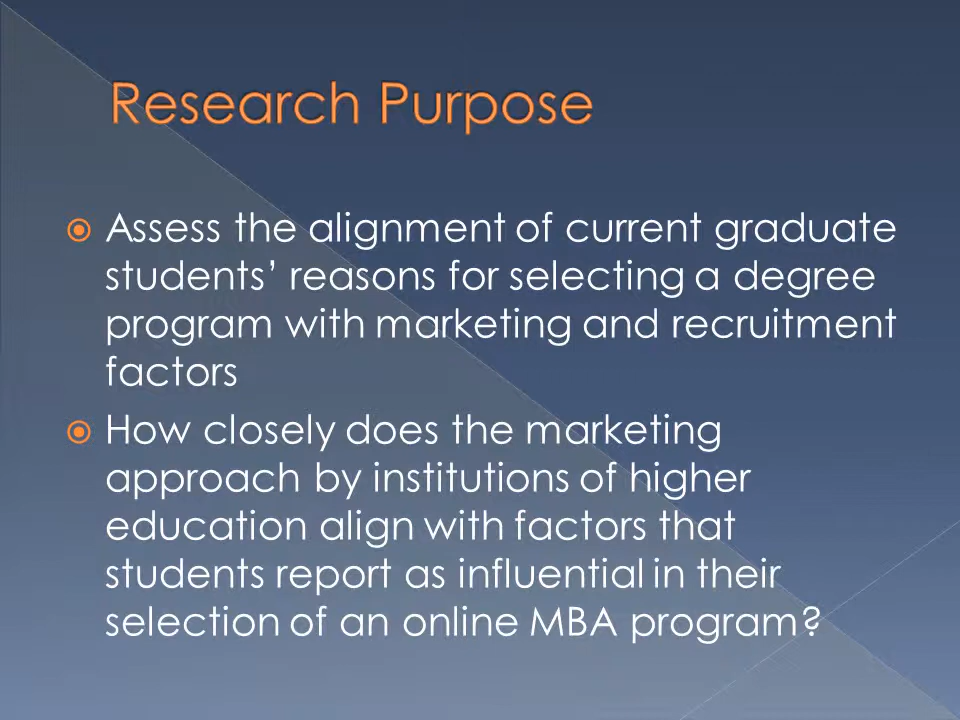 Research Purpose
Assess the alignment of current graduate
students’ reasons for selecting a degree
program with marketing and recruitment
factors
How closely does the marketing
approach by institutions of higher
education align with factors that
students report as influential in their
selection of an online MBA program?